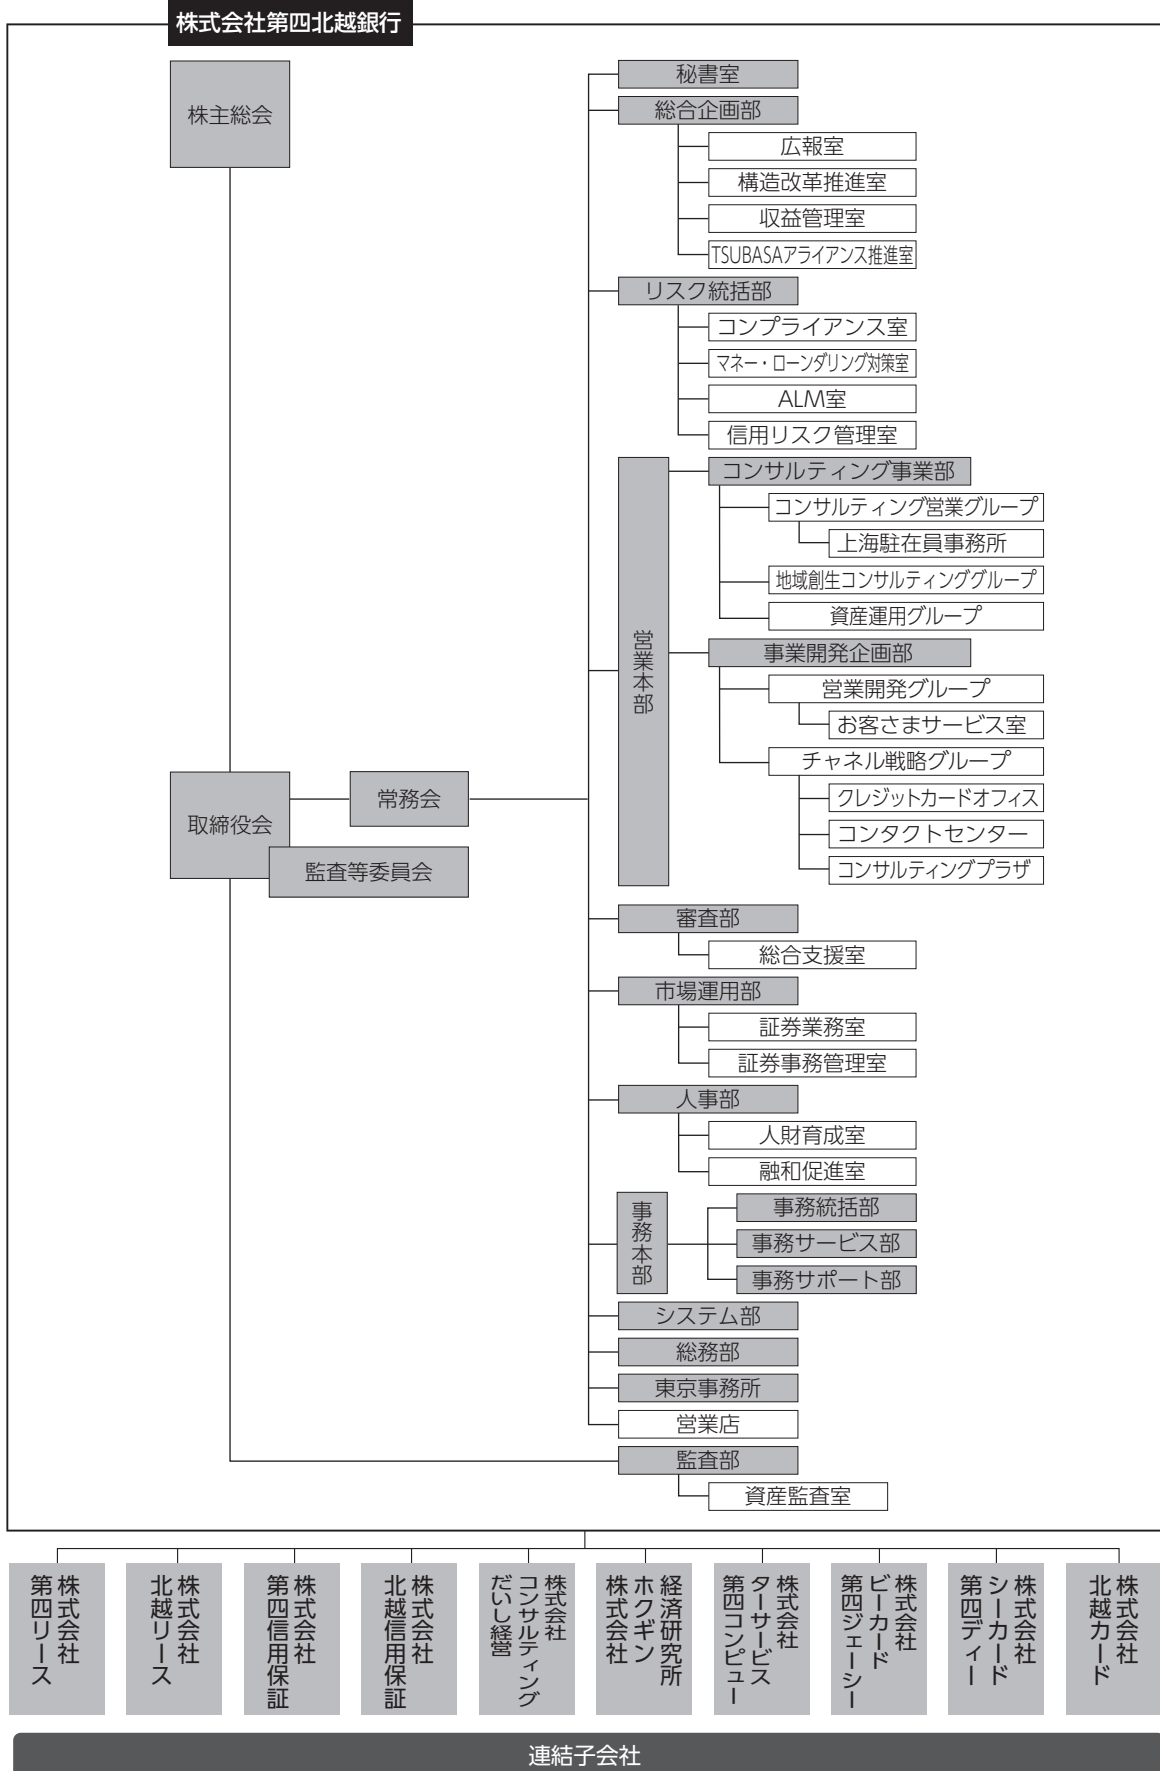 株式会社第四北越銀行
株主総会
取締役会
常務会
監査等委員会
秘書室
総合企画部
広報室
構造改革推進室
収益管理室
TSUBASAアライアンス推進室
リスク統括部
コンプライアンス室
マネー・ローンダリング対策室
ALM室
信用リスク管理室
営業本部
コンサルティング事業部
コンサルティング営業グループ
上海駐在員事務所
地域創生コンサルティンググループ
資産運用グループ
事業開発企画部
営業開発グループ
お客さまサービス室
チャネル戦略グループ
クレジットカードオフィス
コンタクトセンター
コンサルティングプラザ
審査部
総合支援室
市場運用部
証券業務室
証券事務管理室
人事部
人財育成室
融和促進室
事務本部
事務統括部
事務サービス部
事務サポート部
システム部
総務部
東京事務所
営業店
監査部
資産監査室
株式会社
第四リース
株式会社
北越リース
株式会社
第四信用保証
株式会社
北越信用保証
株式会社
コンサルティング
だいし経営
経済研究所
ホクギン
株式会社
株式会社
ターサービス
第四コンピュー
株式会社
ビーカード
第四ジェーシー
株式会社
シーカード
第四ディー
株式会社
北越カード
連結子会社